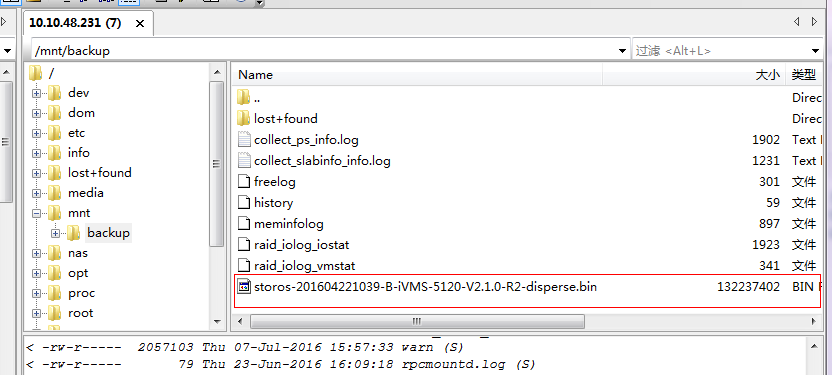 10.10.48.231 (7) ×
/mnt/backup
过滤 <Alt+L>
/
dev
dom
etc
info
lost+found
media
mnt
backup
nas
opt
proc
root
Name 大小 类型
.. Direc
lost+found Direc
collect_ps_info.log 1902 Text
collect_slabinfo_info.log 1231 Text
freelog 301 文件
history 59 文件
meminfolog 897 文件
raid_iolog_iostat 1923 文件
raid_iolog_vmstat 341 文件
storos-201604221039-B-iVMS-5120-V2.1.0-R2-disperse.bin 132237402 BIN
< -rw-r----- 2057103 Thu 07-Jul-2016 15:57:33 warn (S)
< -rw-r----- 79 Thu 23-Jun-2016 16:09:18 rpcmountd.log (S)